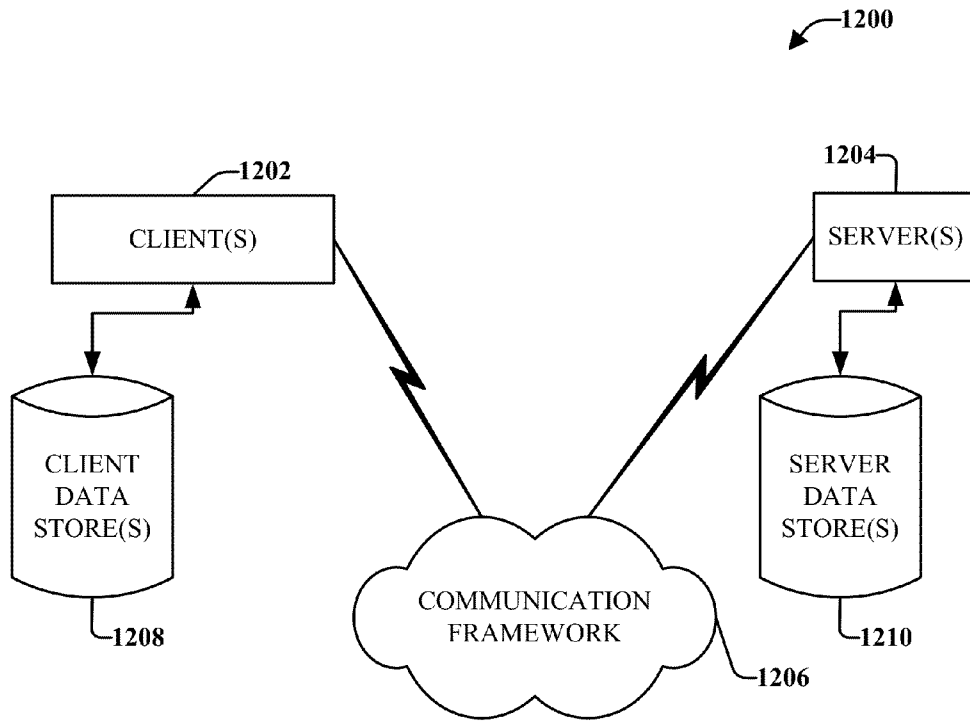 1200
1202
1204
CLIENT(S)
SERVER(S)
CLIENT
DATA
STORE(S)
SERVER
DATA
STORE(S)
COMMUNICATION
FRAMEWORK
1208
1210
1206